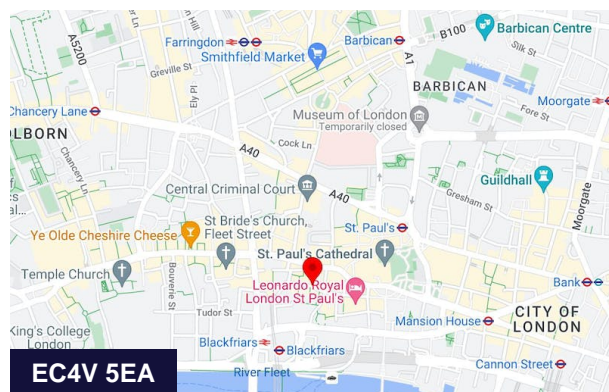 A5200
Farringdon
Greville St
Ely Pl
Smithfield Market
Barbican
B100
Silk St
Barbican Centre
A1
BARBICAN
Moorgate
Fore St
Chancery Lane
OLBORN
Chancery Ln
Museum of London
Temporarily closed
Cock Ln
A40
Central Criminal Court
A40
Guildhall
Gresham St
Moorgate
St Bride's Church,
Fleet Street
St. Paul's
Ye Olde Cheshire Cheese
St. Paul's Cathedral
Temple Church
Bouverie St
Leonardo Royal
London St Paul's
Bank
Tudor St
Mansion House
CITY OF
LONDON
King's College
London
Blackfriars
Blackfriars
Cannon Street
River Fleet
EC4V 5EA